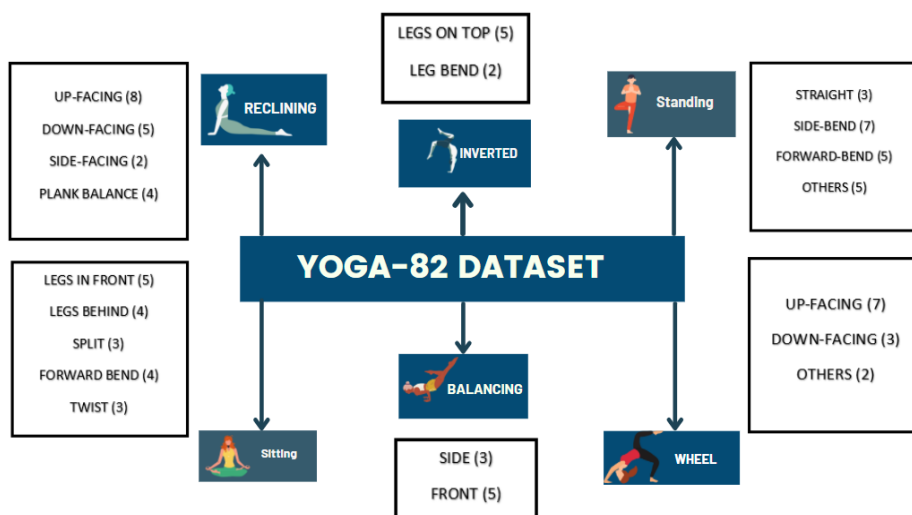 LEGS ON TOP (5)
LEG BEND (2)
UP-FACING (8)
DOWN-FACING (5)
SIDE-FACING (2)
PLANK BALANCE (4)
RECLINING
INVERTED
Standing
STRAIGHT (3)
SIDE-BEND (7)
FORWARD-BEND (5)
OTHERS (5)
YOGA-82 DATASET
LEGS IN FRONT (5)
LEGS BEHIND (4)
SPLIT (3)
FORWARD BEND (4)
TWIST (3)
Sitting
BALANCING
SIDE (3)
FRONT (5)
WHEEL
UP-FACING (7)
DOWN-FACING (3)
OTHERS (2)